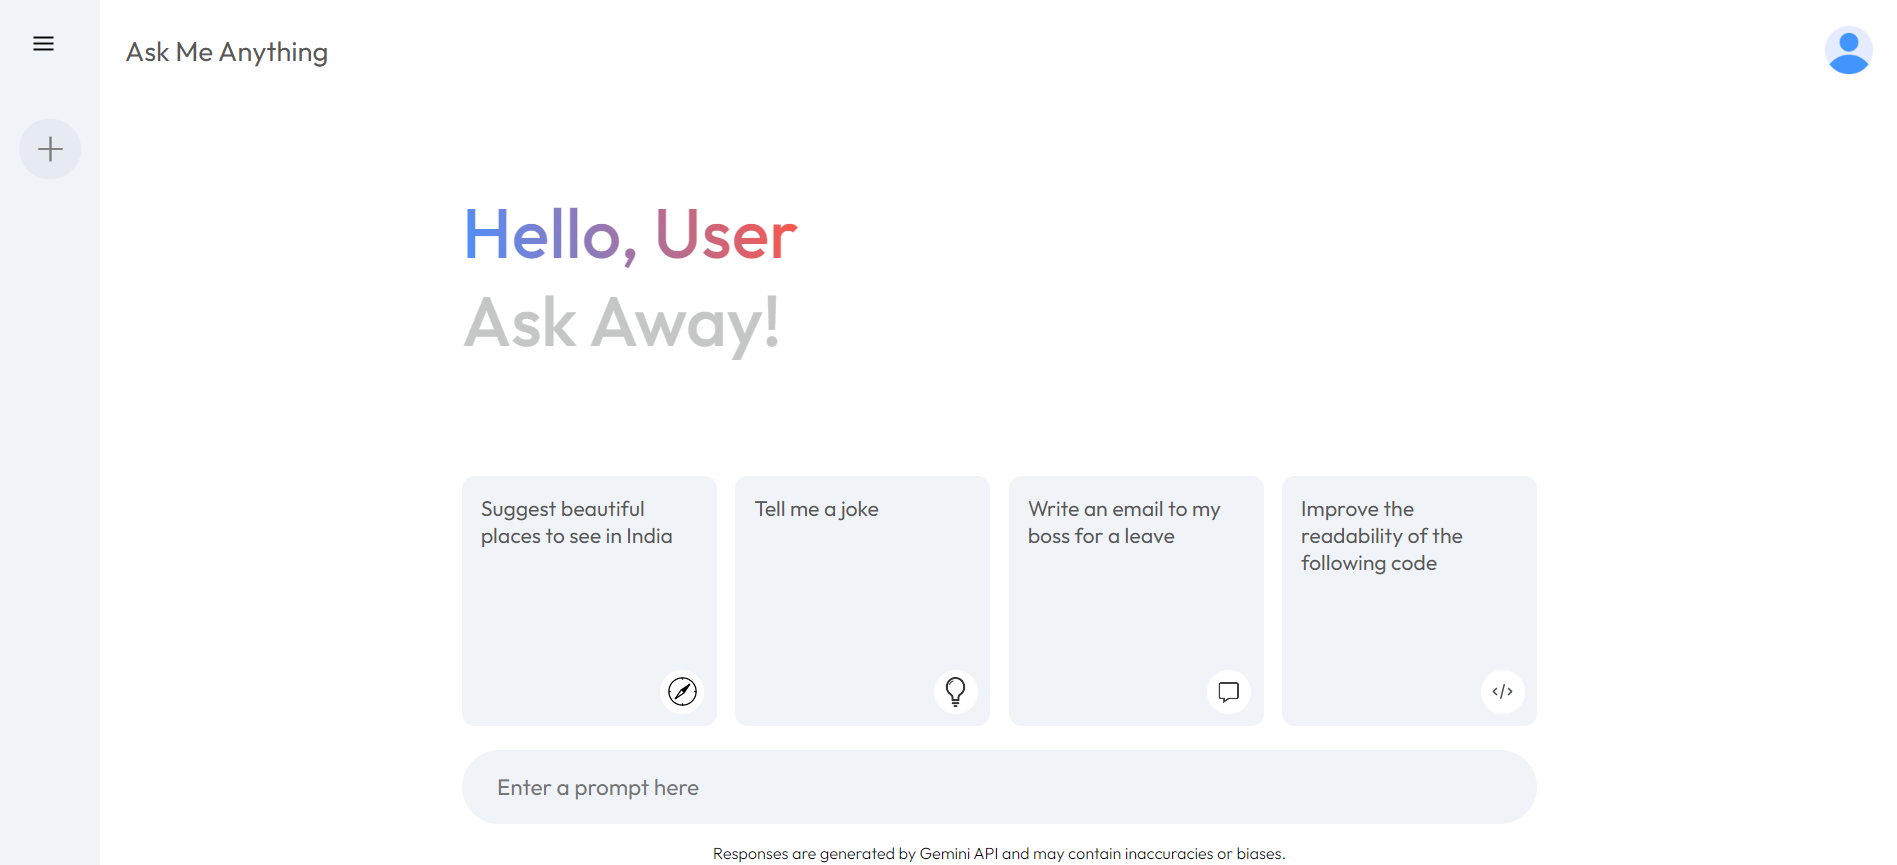 Ask Me Anything
Hello, User
Ask Away!
Suggest beautiful
places to see in India
Tell me a joke
Write an email to my
boss for a leave
Improve the
readability of the
following code
Enter a prompt here
Responses are generated by Gemini API and may contain inaccuracies or biases.